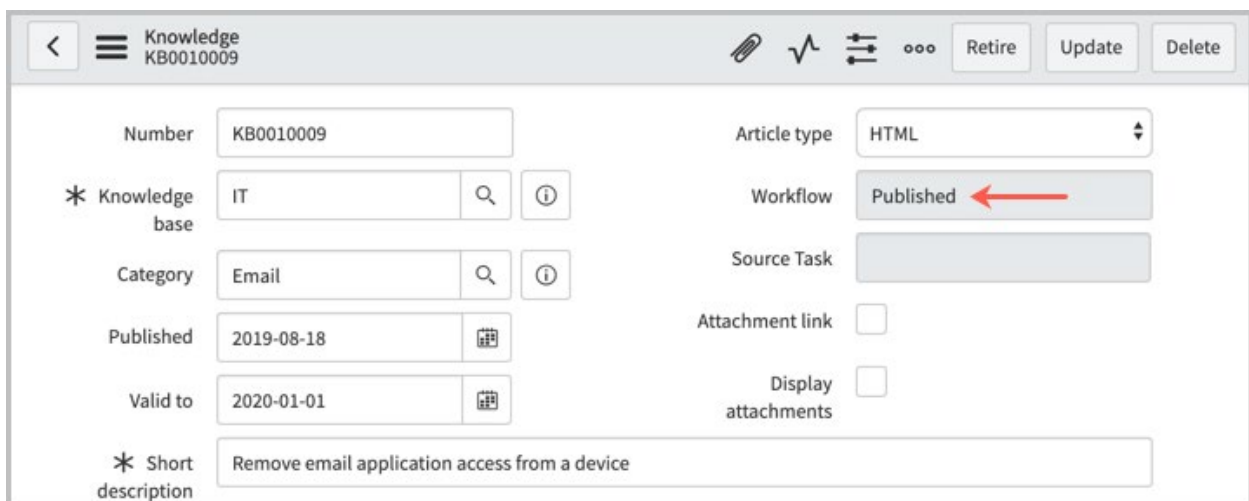 Knowledge
KB0010009
Retire Update Delete
Number KB0010009 Article type HTML
Knowledge base IT Workflow Published
Category Email Source Task
Published 2019-08-18 Attachment link
Valid to 2020-01-01 Display attachments
Short description Remove email application access from a device